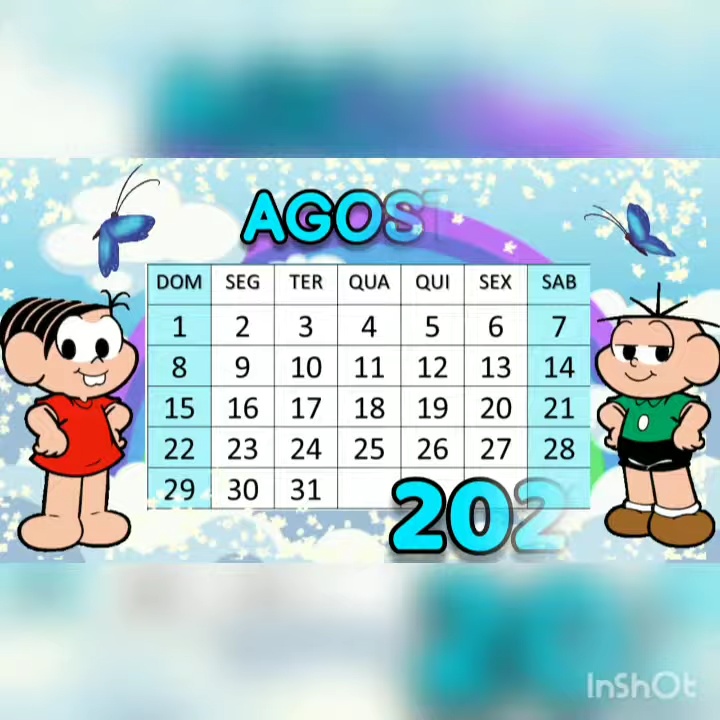 AGOST
DOM SEG TER QUA QUI SEX SAB
1 2 3 4 5 6 7
8 9 10 11 12 13 14
15 16 17 18 19 20 21
22 23 24 25 26 27 28
29 30 31
202
InShOt